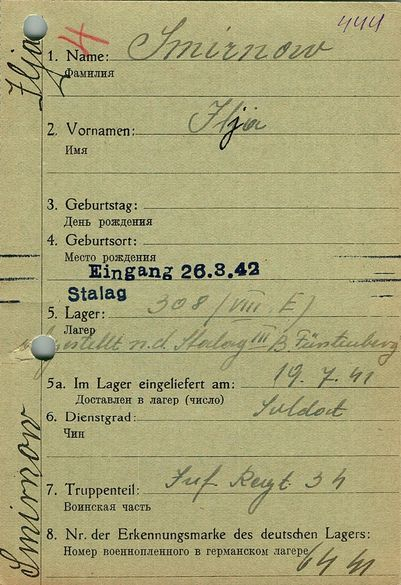 444
4
1. Name: Smirnow
Фамилия
2. Vornamen: Ilja
Имя
3. Geburtstag:
День рождения
4. Geburtsort:
Место рождения
Eingang 26.3.42
Stalag
5. Lager: 308 (VIII. E)
Лагер
n. d. Stalag III B. Fürstenberg
5a. Im Lager eingeliefert am: 19.7.41
Доставлен в лагер (число)
6. Dienstgrad: Soldat
Чин
7. Truppenteil: Inf Regt. 34
Воинская часть
8. Nr. der Erkennungsmarke des deutschen Lagers:
Номер военнопленного в германском лагере
6441
Smirnow
Ilja